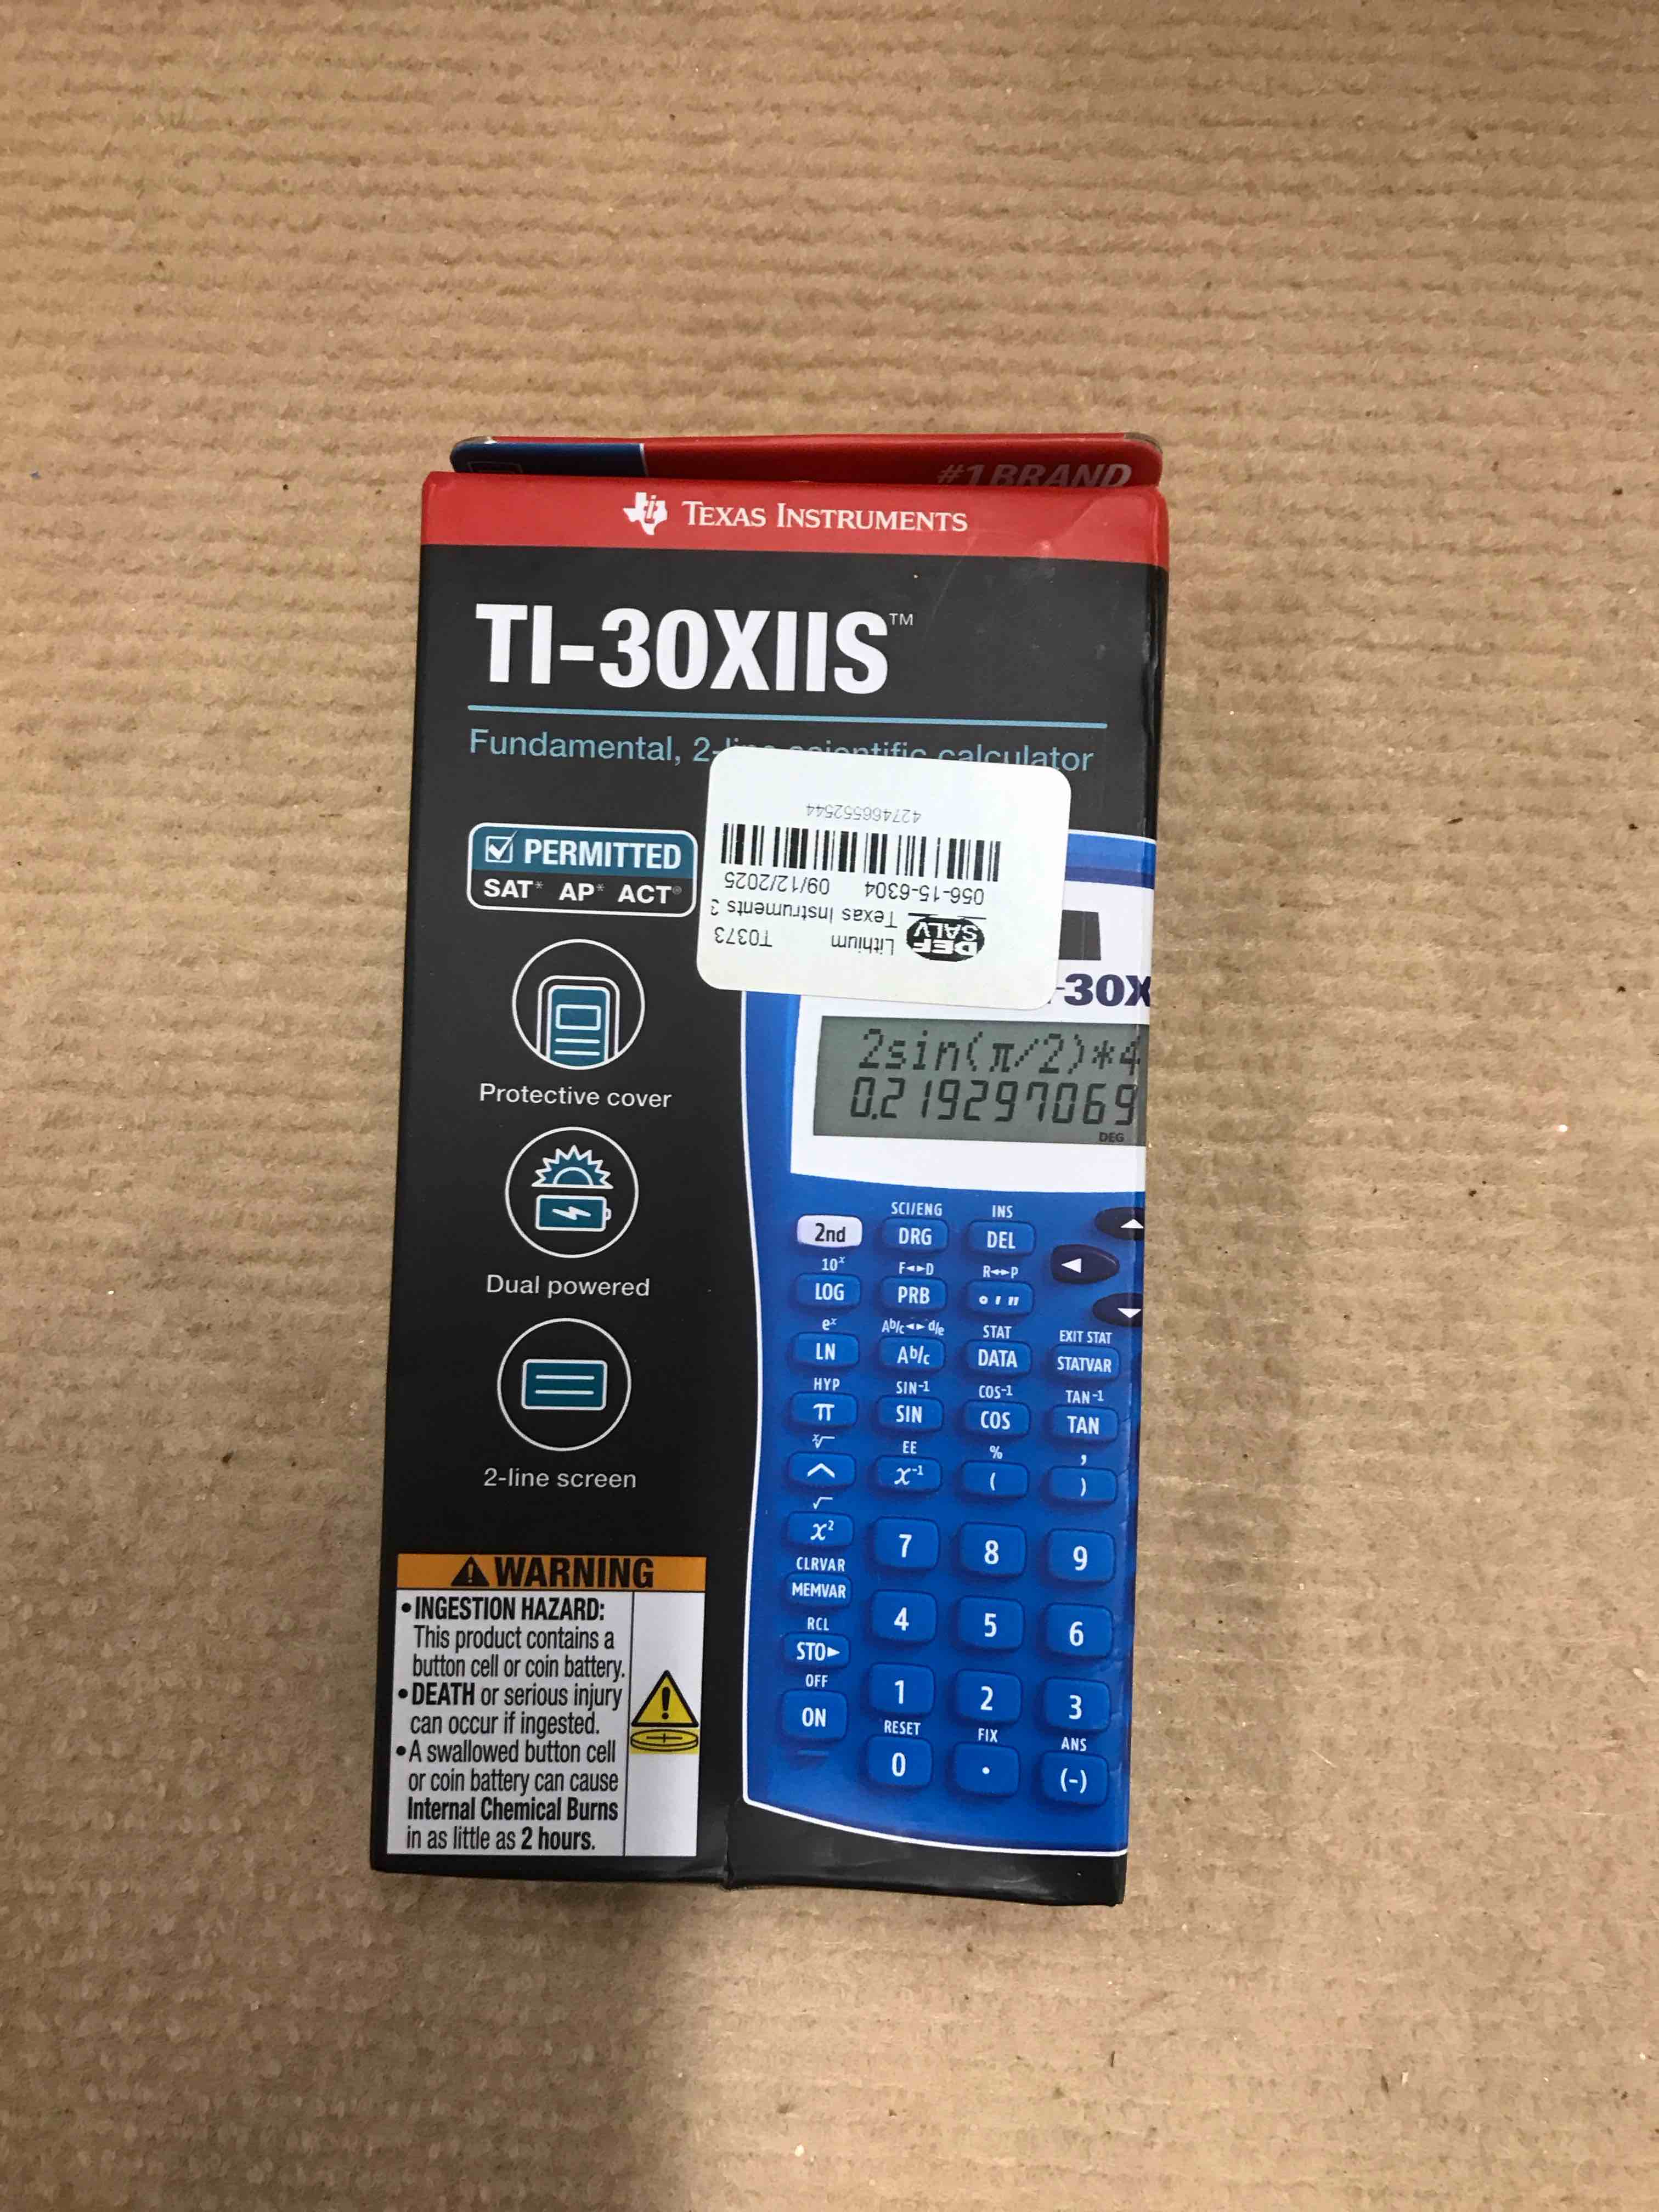 #1 BRAND
TEXAS INSTRUMENTS
TI-30XIIS™
Fundamental, 2-line scientific calculator
PERMITTED
SAT* AP* ACT®
Lithium T0373
DEF SALV
Texas Instruments 3
056-15-6304 09/12/2025
427466552544
-30X
2sin(π/2)*4
0.219297069
DEG
Protective cover
Dual powered
2-line screen
SCI/ENG INS
2nd DRG DEL
10ˣ F◄►D R◄►P
LOG PRB ° ' "
eˣ Ab/c◄►d/e STAT EXIT STAT
LN Ab/c DATA STATVAR
HYP SIN⁻¹ COS⁻¹ TAN⁻¹
π SIN COS TAN
ˣ√ EE % ,
^ x⁻¹ ( )
√
x² 7 8 9
CLRVAR
MEMVAR 4 5 6
RCL
STO►
OFF
ON 1 2 3
RESET FIX ANS
0 . (-)
WARNING
• INGESTION HAZARD:
This product contains a
button cell or coin battery.
• DEATH or serious injury
can occur if ingested.
• A swallowed button cell
or coin battery can cause
Internal Chemical Burns
in as little as 2 hours.